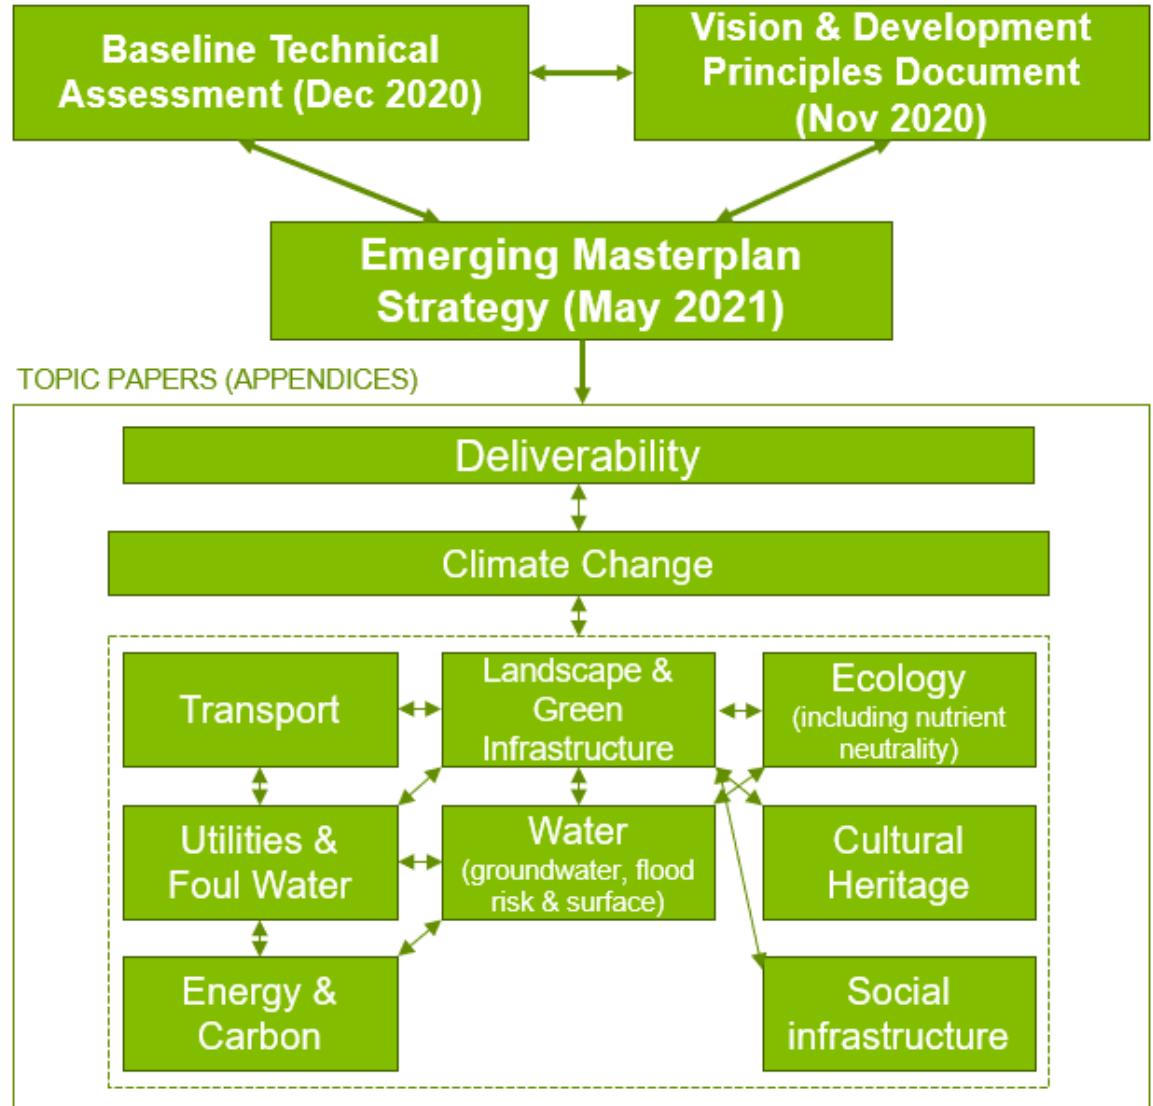 Baseline Technical
Assessment (Dec 2020)
Vision & Development
Principles Document
(Nov 2020)
Emerging Masterplan
Strategy (May 2021)
TOPIC PAPERS (APPENDICES)
Deliverability
Climate Change
Transport
Landscape &
Green
Infrastructure
Ecology
(including nutrient
neutrality)
Utilities &
Foul Water
Water
(groundwater, flood
risk & surface)
Cultural
Heritage
Energy &
Carbon
Social
infrastructure